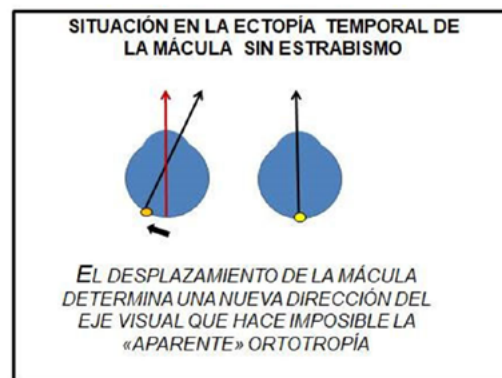 SITUACIÓN EN LA ECTOPÍA TEMPORAL DE
LA MÁCULA SIN ESTRABISMO
EL DESPLAZAMIENTO DE LA MÁCULA
DETERMINA UNA NUEVA DIRECCIÓN DEL
EJE VISUAL QUE HACE IMPOSIBLE LA
«APARENTE» ORTOTROPÍA